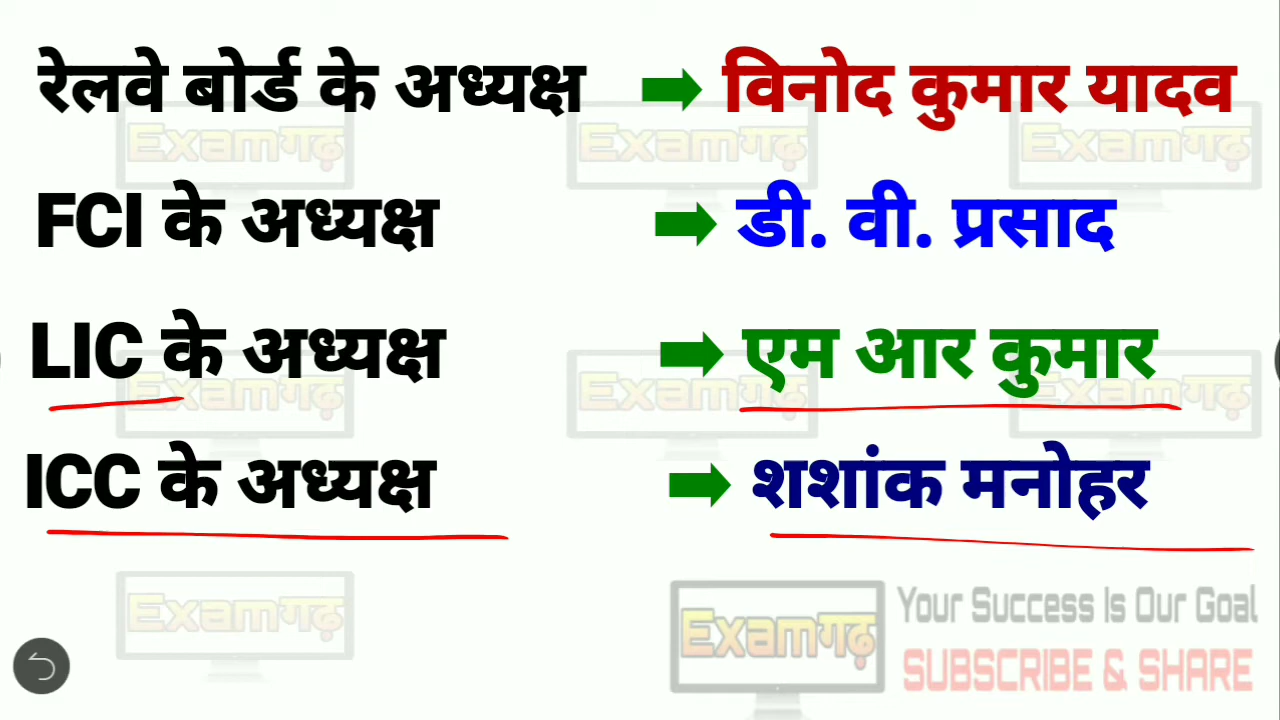 रेलवे बोर्ड के अध्यक्ष ➡ विनोद कुमार यादव
FCI के अध्यक्ष ➡ डी. वी. प्रसाद
LIC के अध्यक्ष ➡ एम आर कुमार
ICC के अध्यक्ष ➡ शशांक मनोहर
Examगढ़ Your Success Is Our Goal
SUBSCRIBE & SHARE